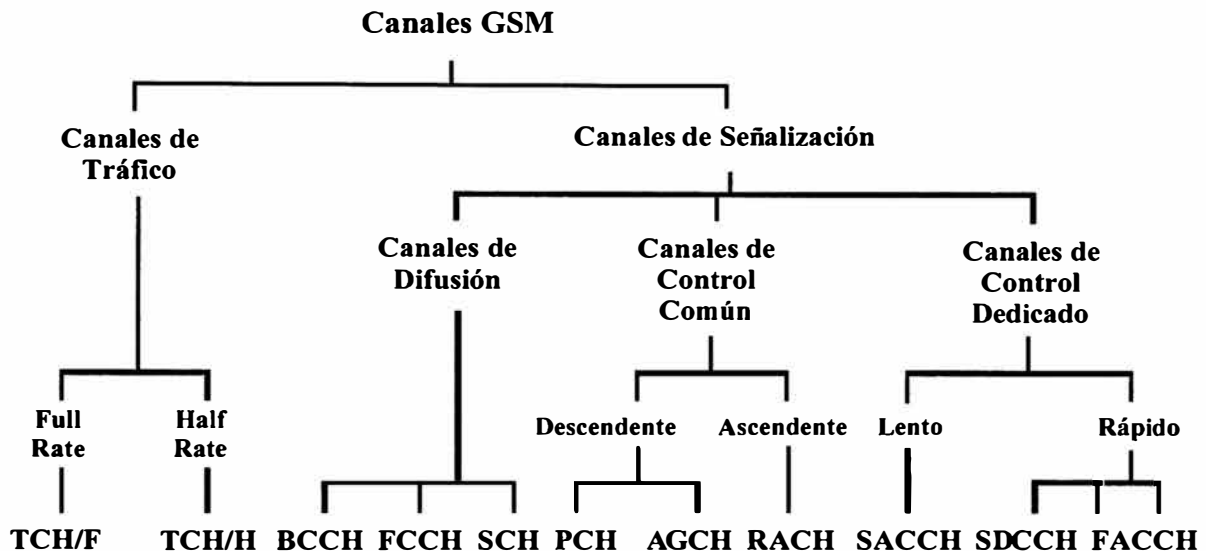 Canales GSM
Canales de
Tráfico
Canales de Señalización
Canales de
Difusión
Canales de
Control
Común
Canales de
Control
Dedicado
Full
Rate
Half
Rate
Descendente
Ascendente
Lento
Rápido
TCH/F
TCH/H
BCCH
FCCH
SCH
PCH
AGCH
RACH
SACCH
SDCCH
FACCH